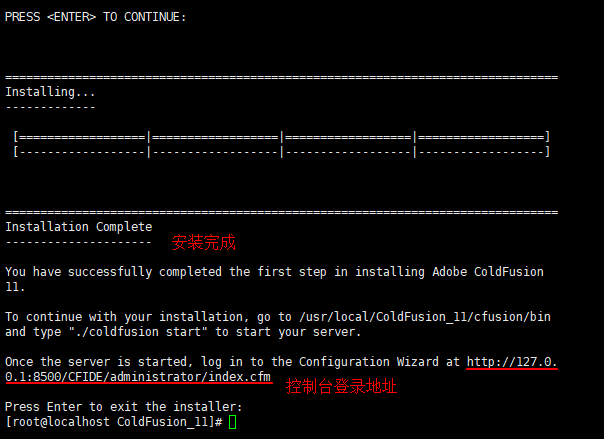 PRESS <ENTER> TO CONTINUE:
===============================================================================
Installing...
-------------
[==================|==================|==================|==================]
[------------------|------------------|------------------|------------------]
===============================================================================
Installation Complete
---------------------
安装完成
You have successfully completed the first step in installing Adobe ColdFusion
11.
To continue with your installation, go to /usr/local/ColdFusion_11/cfusion/bin
and type "./coldfusion start" to start your server.
Once the server is started, log in to the Configuration Wizard at http://127.0.
0.1:8500/CFIDE/administrator/index.cfm
控制台登录地址
Press Enter to exit the installer:
[root@localhost ColdFusion_11]#